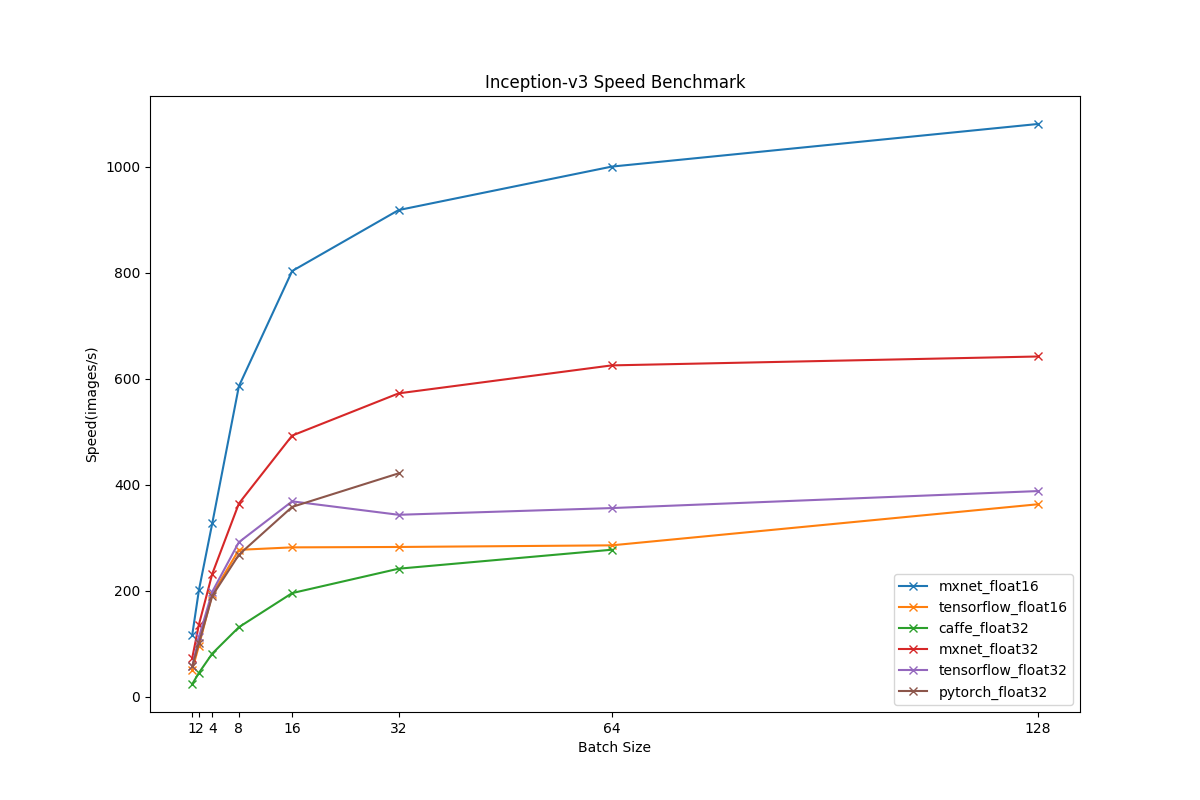 Inception-v3 Speed Benchmark
1000
800
600
400
200
0
Speed(images/s)
1 2 4 8 16 32 64 128
Batch Size
mxnet_float16
tensorflow_float16
caffe_float32
mxnet_float32
tensorflow_float32
pytorch_float32